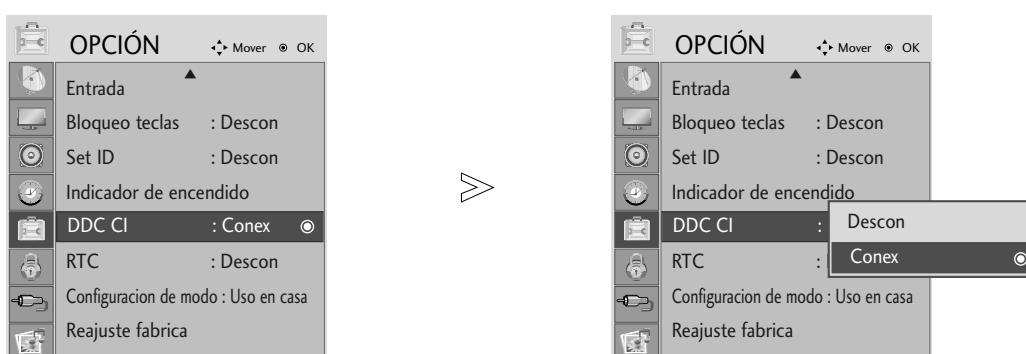 OPCIÓN Mover OK
Entrada
Bloqueo teclas : Descon
Set ID : Descon
Indicador de encendido
DDC CI : Conex
RTC : Descon
Configuracion de modo : Uso en casa
Reajuste fabrica
OPCIÓN Mover OK
Entrada
Bloqueo teclas : Descon
Set ID : Descon
Indicador de encendido
DDC CI :
Descon
Conex
RTC :
Configuracion de modo : Uso en casa
Reajuste fabrica